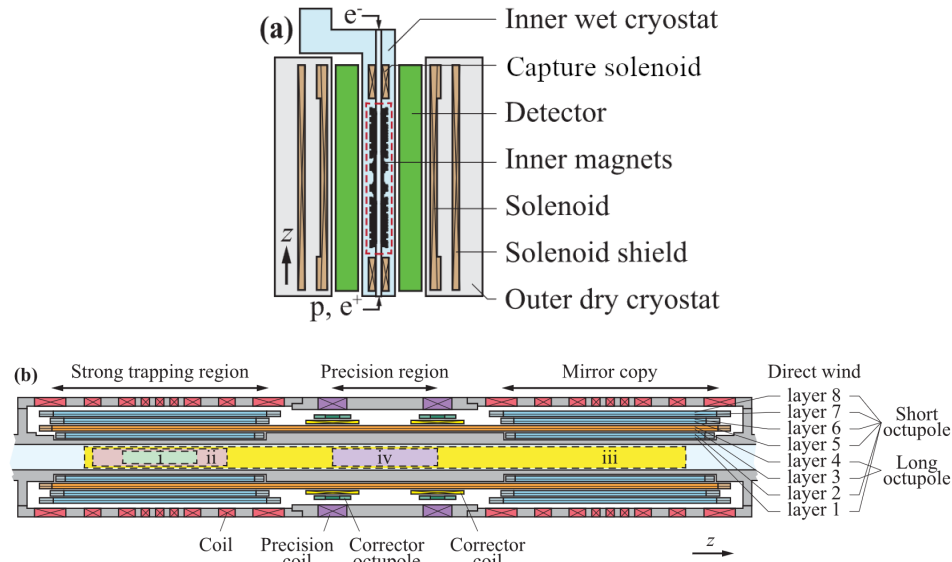 (a)
e-
Inner wet cryostat
Capture solenoid
Detector
Inner magnets
Solenoid
Solenoid shield
Outer dry cryostat
z
p, e+
(b)
Strong trapping region
Precision region
Mirror copy
Direct wind
layer 8
layer 7
layer 6
layer 5
layer 4
layer 3
layer 2
layer 1
Short
octupole
Long
octupole
i
ii
iv
iii
Coil
Precision
coil
Corrector
octupole
Corrector
coil
z